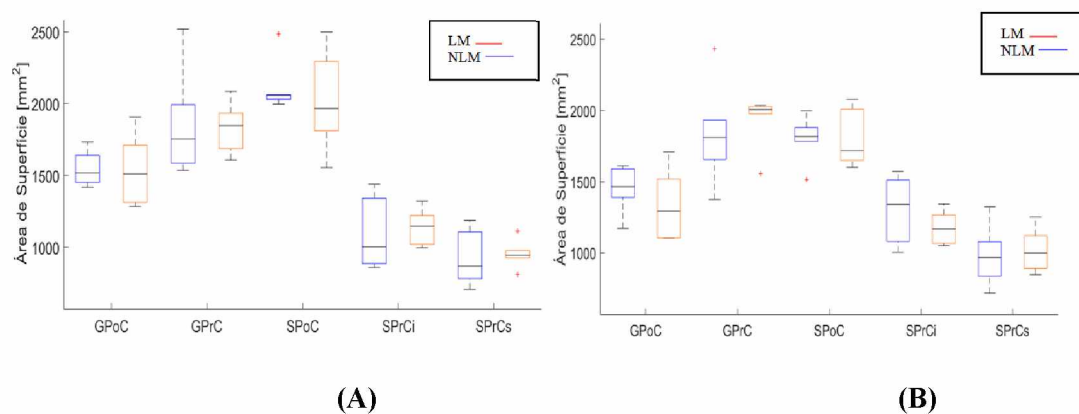 Área de Superfície [mm²]
2500
2000
1500
1000
LM
NLM
GPoC GPrC SPoC SPrCi SPrCs
(A)
Área de Superfície [mm²]
2500
2000
1500
1000
LM
NLM
GPoC GPrC SPoC SPrCi SPrCs
(B)